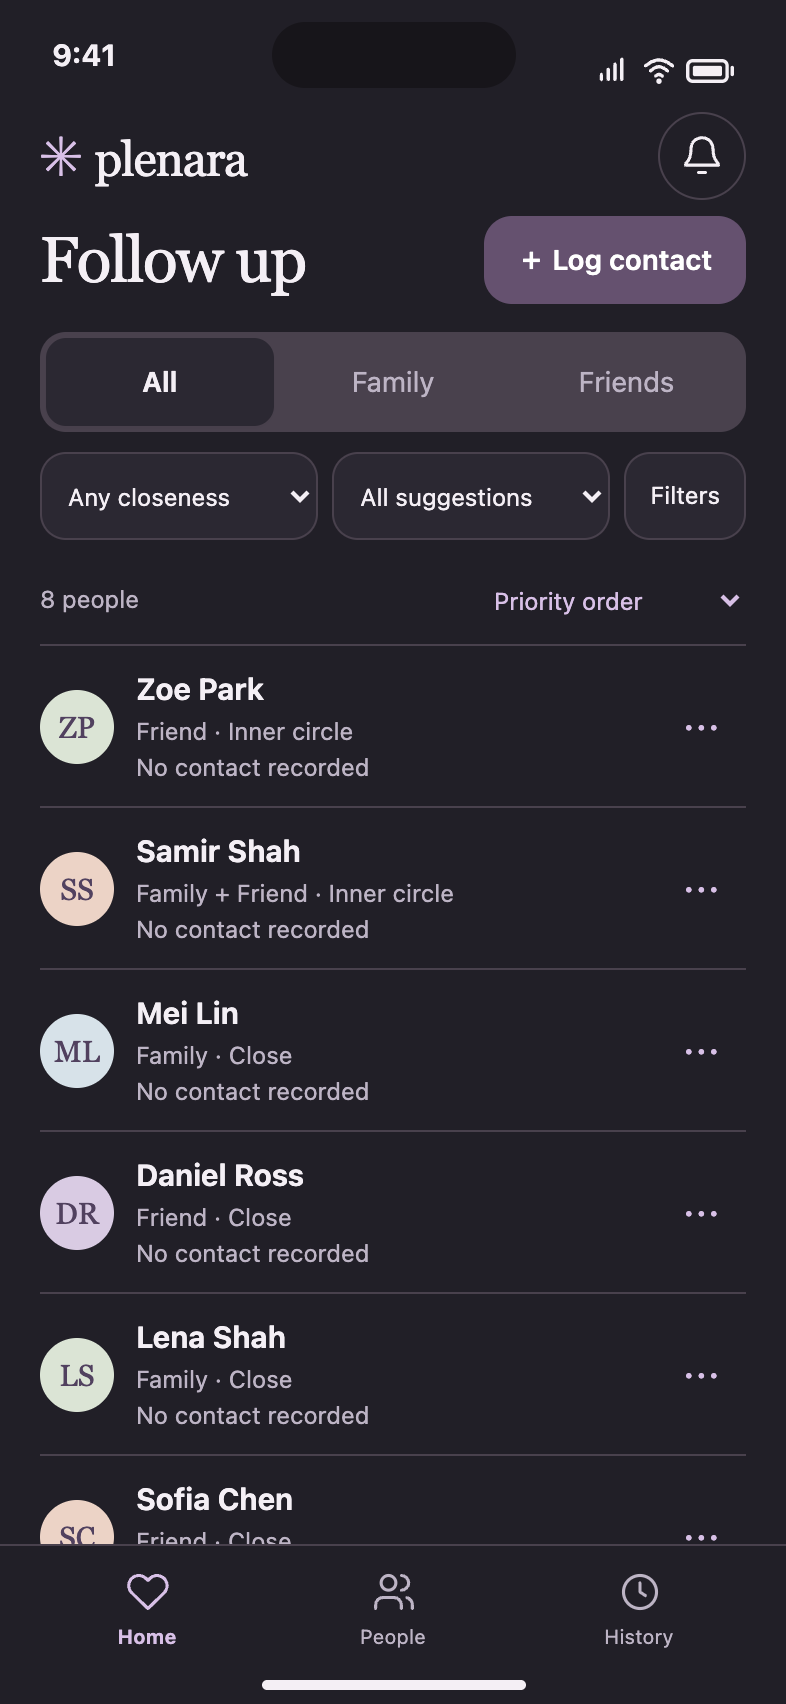 9:41
plenara
Follow up
+ Log contact
All
Family
Friends
Any closeness
All suggestions
Filters
8 people
Priority order
ZP
Zoe Park
Friend · Inner circle
No contact recorded
SS
Samir Shah
Family + Friend · Inner circle
No contact recorded
ML
Mei Lin
Family · Close
No contact recorded
DR
Daniel Ross
Friend · Close
No contact recorded
LS
Lena Shah
Family · Close
No contact recorded
SC
Sofia Chen
Friend · Close
Home
People
History